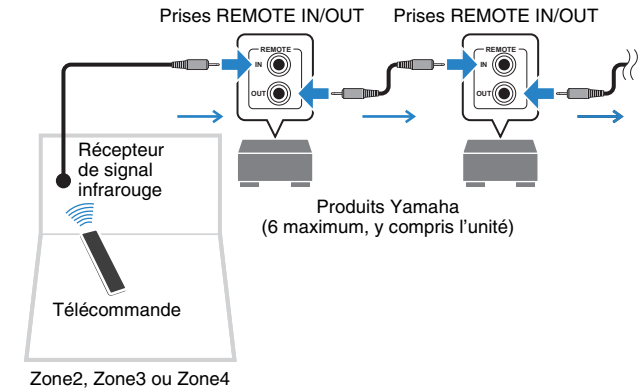 Prises REMOTE IN/OUT
Prises REMOTE IN/OUT
REMOTE
IN
OUT
REMOTE
IN
OUT
Récepteur
de signal
infrarouge
Produits Yamaha
(6 maximum, y compris l’unité)
Télécommande
Zone2, Zone3 ou Zone4